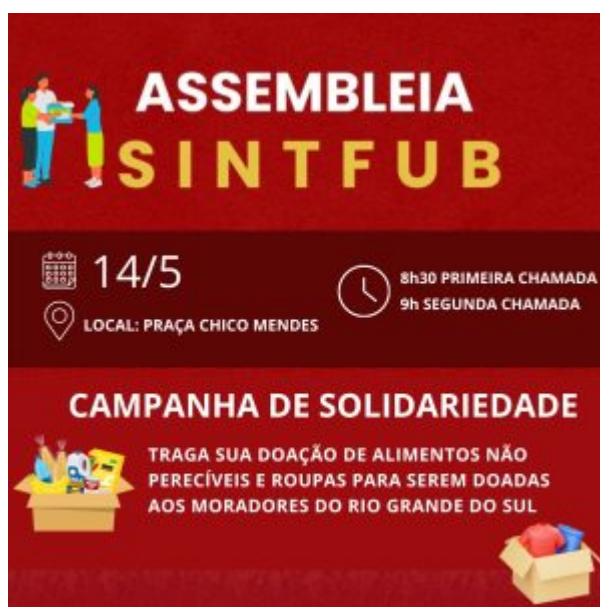 ASSEMBLEIA
SINTFUB
14/5
LOCAL: PRAÇA CHICO MENDES
8h30 PRIMEIRA CHAMADA
9h SEGUNDA CHAMADA
CAMPANHA DE SOLIDARIEDADE
TRAGA SUA DOAÇÃO DE ALIMENTOS NÃO
PERECÍVEIS E ROUPAS PARA SEREM DOADAS
AOS MORADORES DO RIO GRANDE DO SUL